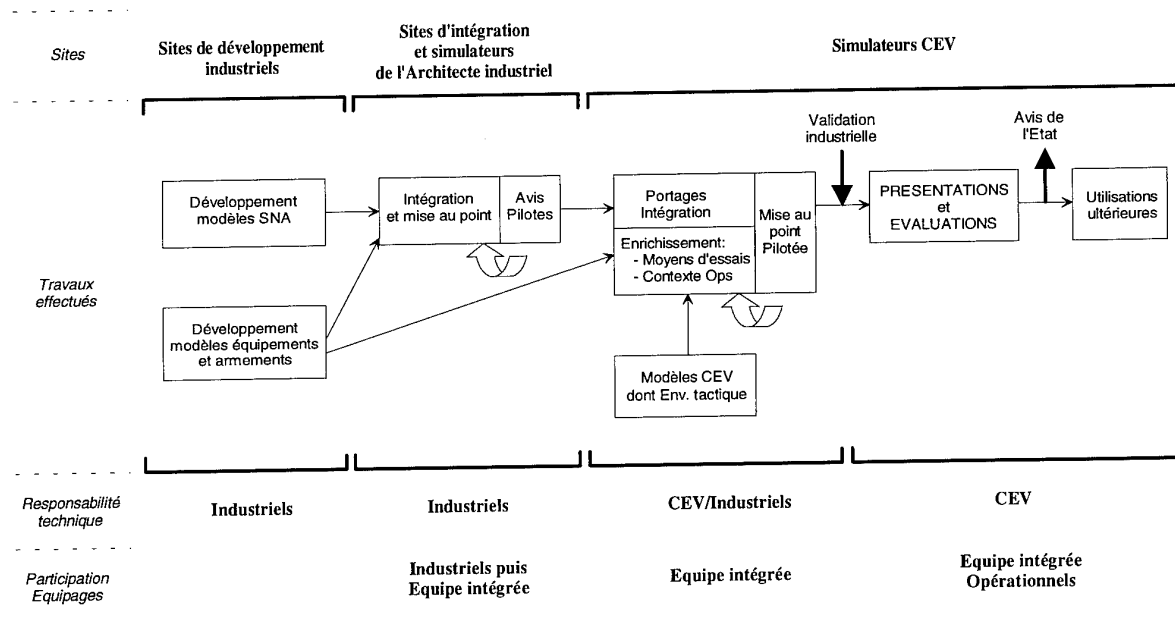 Sites
Sites de développement
industriels
Sites d'intégration
et simulateurs
de l'Architecte industriel
Simulateurs CEV
Travaux
effectués
Développement
modèles SNA
Développement
modèles équipements
et armements
Intégration
et mise au point
Avis
Pilotes
Portages
Intégration
Enrichissement:
- Moyens d'essais
- Contexte Ops
Mise au
point
Pilotée
Modèles CEV
dont Env. tactique
Validation
industrielle
PRESENTATIONS
et
EVALUATIONS
Avis de
l'Etat
Utilisations
ultérieures
Responsabilité
technique
Industriels
Industriels
CEV/Industriels
CEV
Participation
Equipages
Industriels puis
Equipe intégrée
Equipe intégrée
Equipe intégrée
Opérationnels